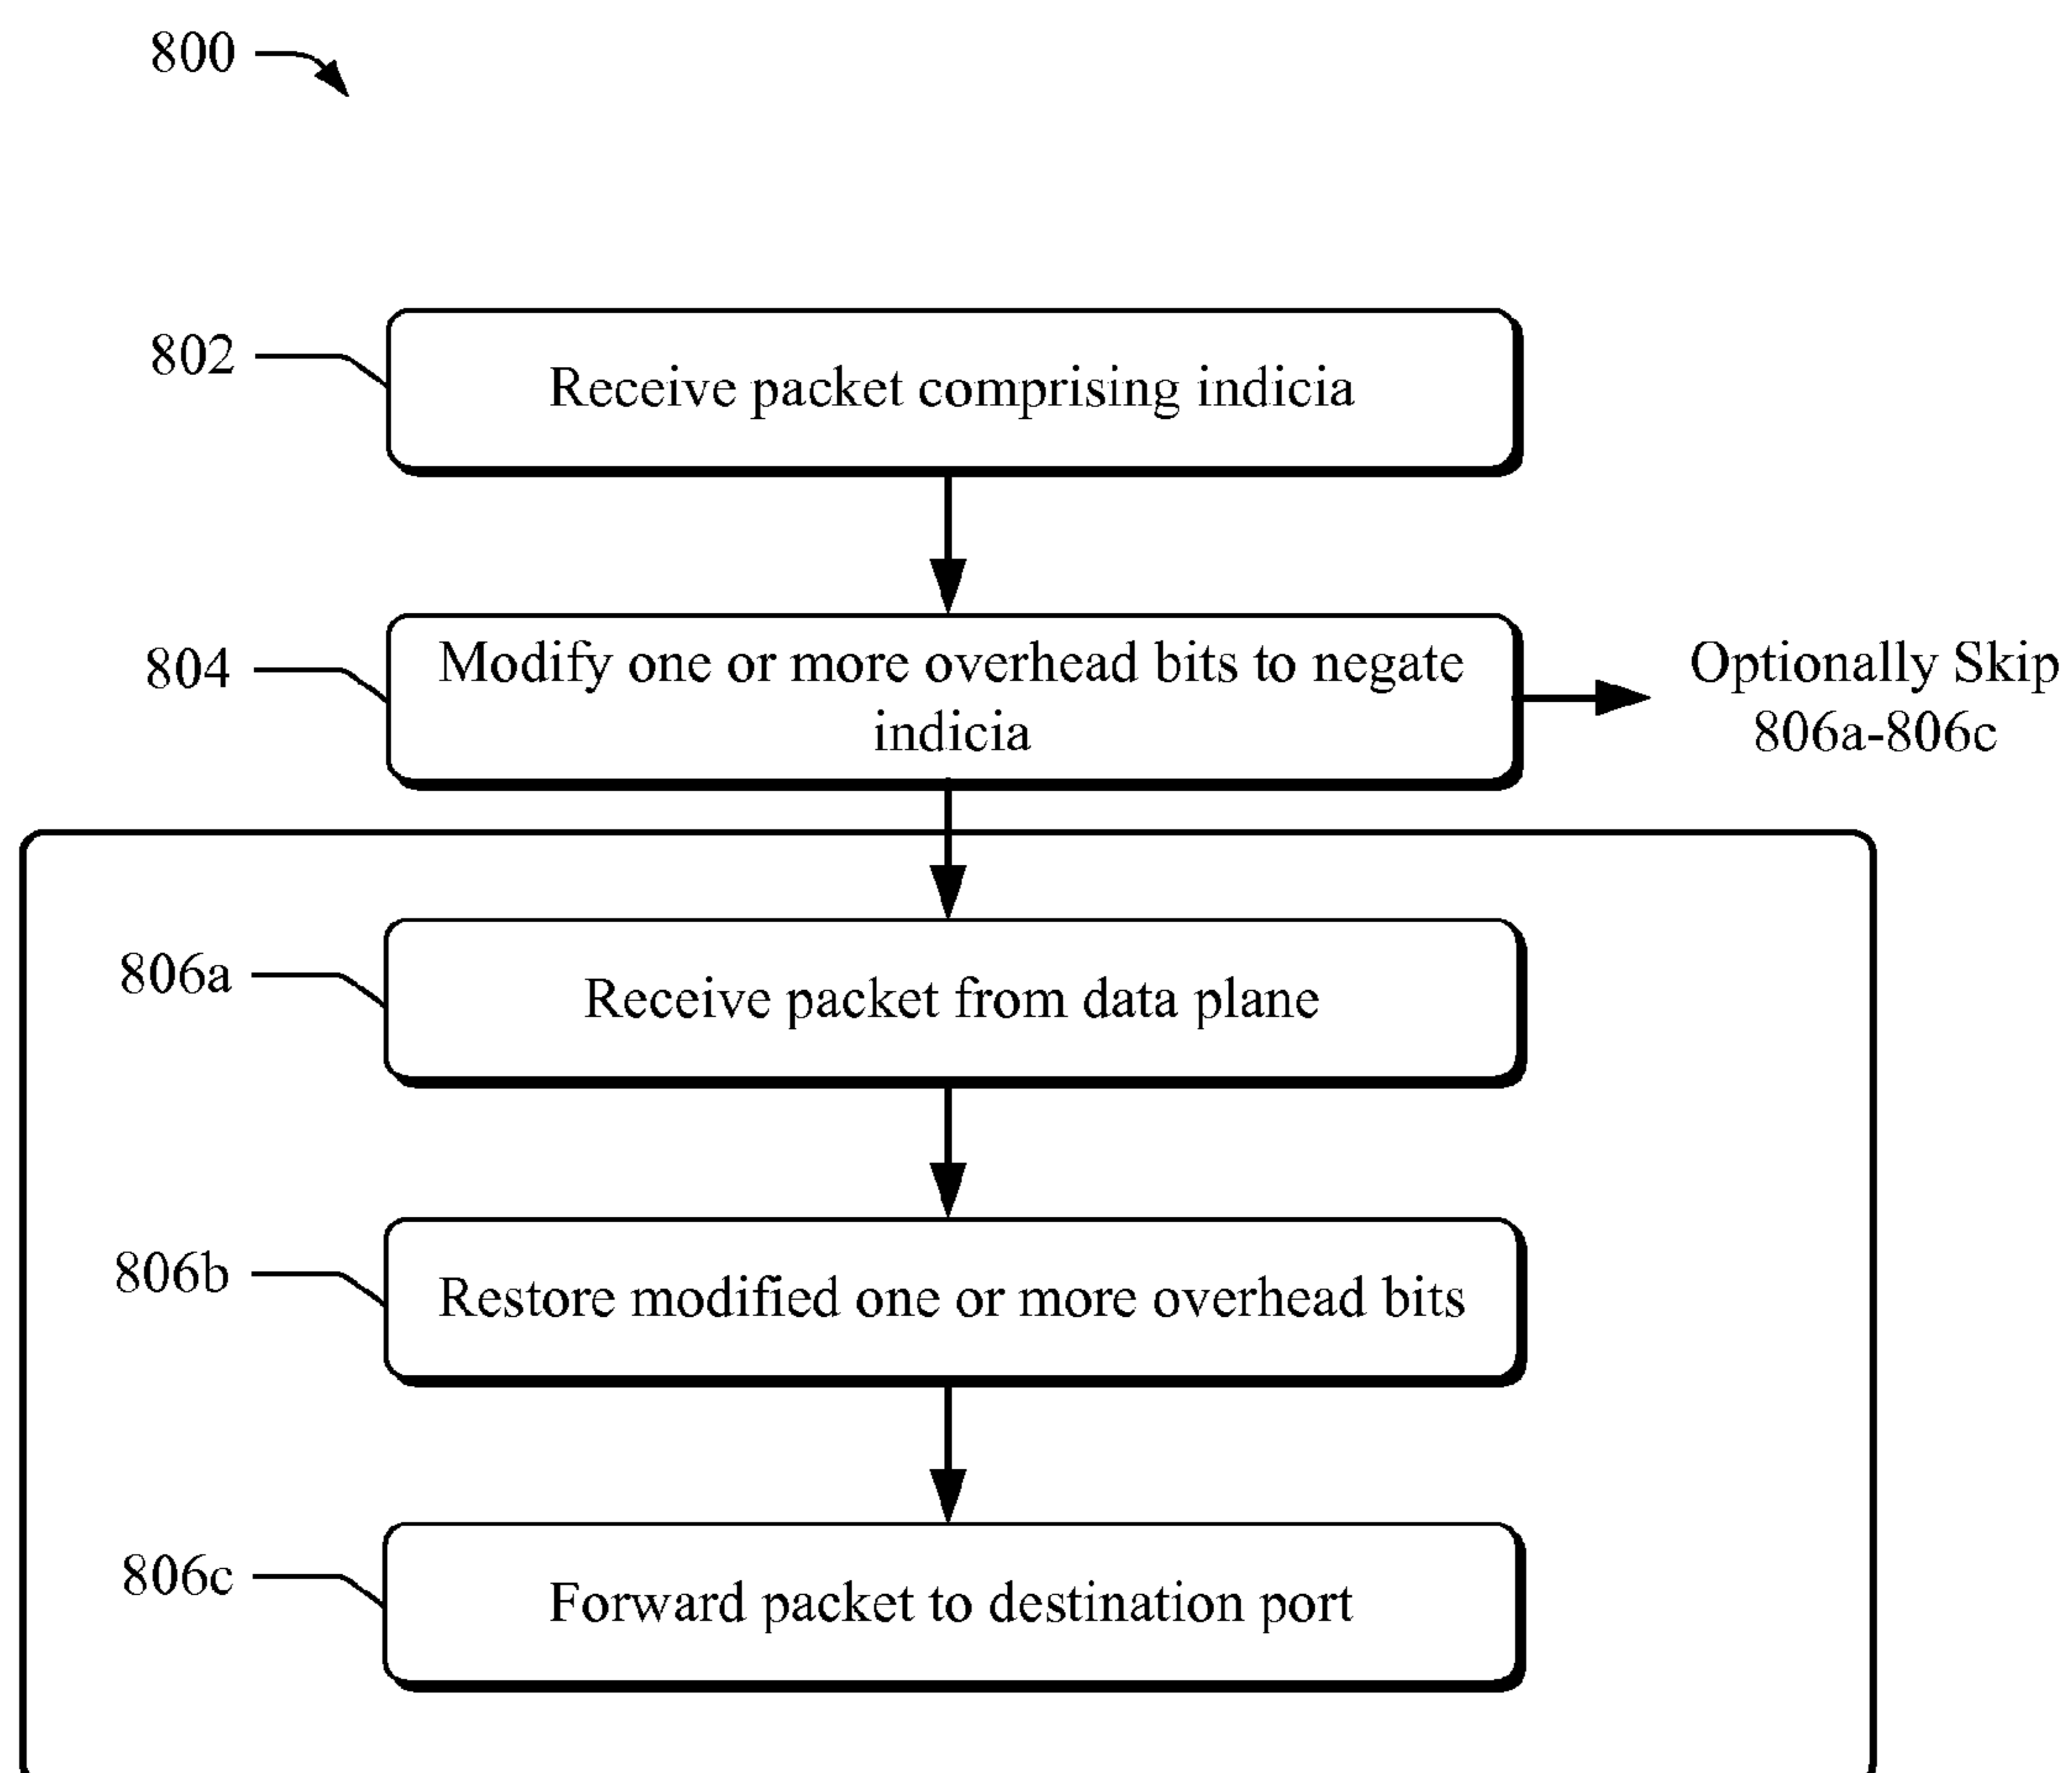 800
802
Receive packet comprising indicia
804
Modify one or more overhead bits to negate
indicia
Optionally Skip
806a-806c
806a
Receive packet from data plane
806b
Restore modified one or more overhead bits
806c
Forward packet to destination port